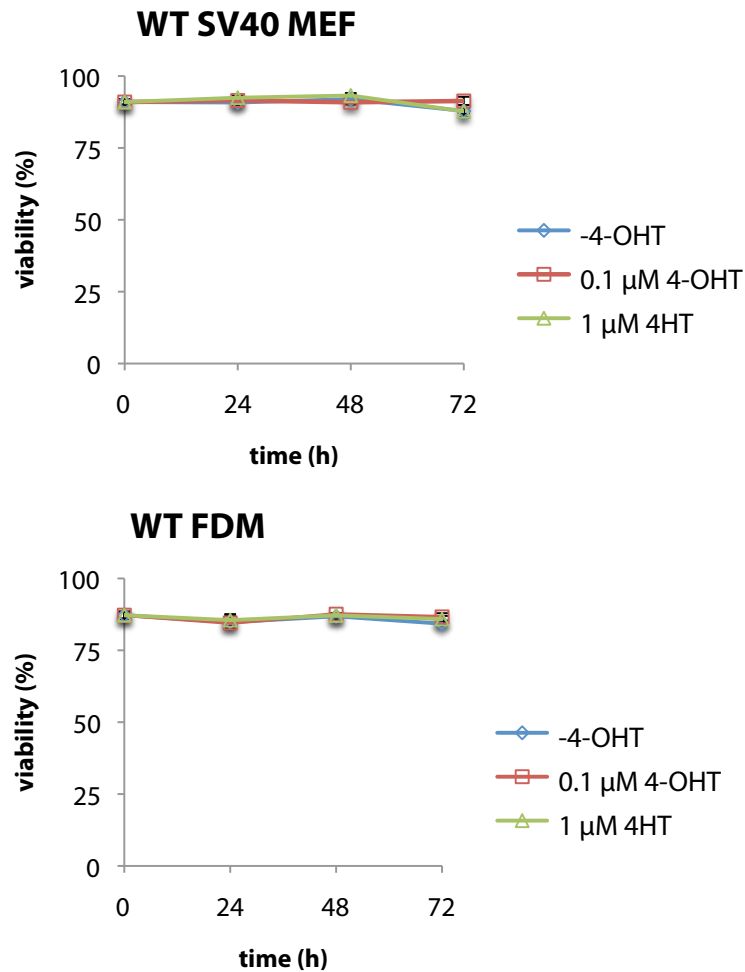 WT SV40 MEF
100
75
50
25
0
viability (%)
0 24 48 72
time (h)
-4-OHT
0.1 µM 4-OHT
1 µM 4HT
WT FDM
100
75
50
25
0
viability (%)
0 24 48 72
time (h)
-4-OHT
0.1 µM 4-OHT
1 µM 4HT